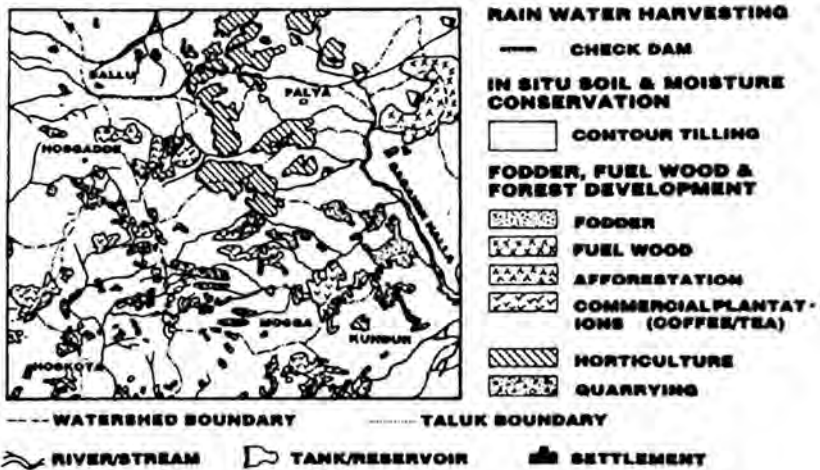 BALLU
PALYA
HOSGADDE
MOGBA
KUNDUR
HOSKOTA
RAIN WATER HARVESTING
CHECK DAM
IN SITU SOIL & MOISTURE
CONSERVATION
CONTOUR TILLING
FODDER, FUEL WOOD &
FOREST DEVELOPMENT
FODDER
FUEL WOOD
AFFORESTATION
COMMERCIAL PLANTAT-
IONS (COFFEE/TEA)
HORTICULTURE
QUARRYING
WATERSHED BOUNDARY
TALUK BOUNDARY
RIVER/STREAM
TANK/RESERVOIR
SETTLEMENT